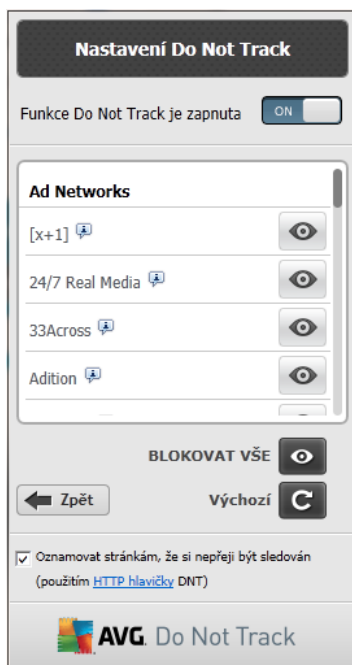 Nastavení Do Not Track
Funkce Do Not Track je zapnuta ON
Ad Networks
[x+1]
24/7 Real Media
33Across
Adition
BLOKOVAT VŠE
Zpět Výchozí
Oznamovat stránkám, že si nepřeji být sledován
(použitím HTTP hlavičky DNT)
AVG. Do Not Track